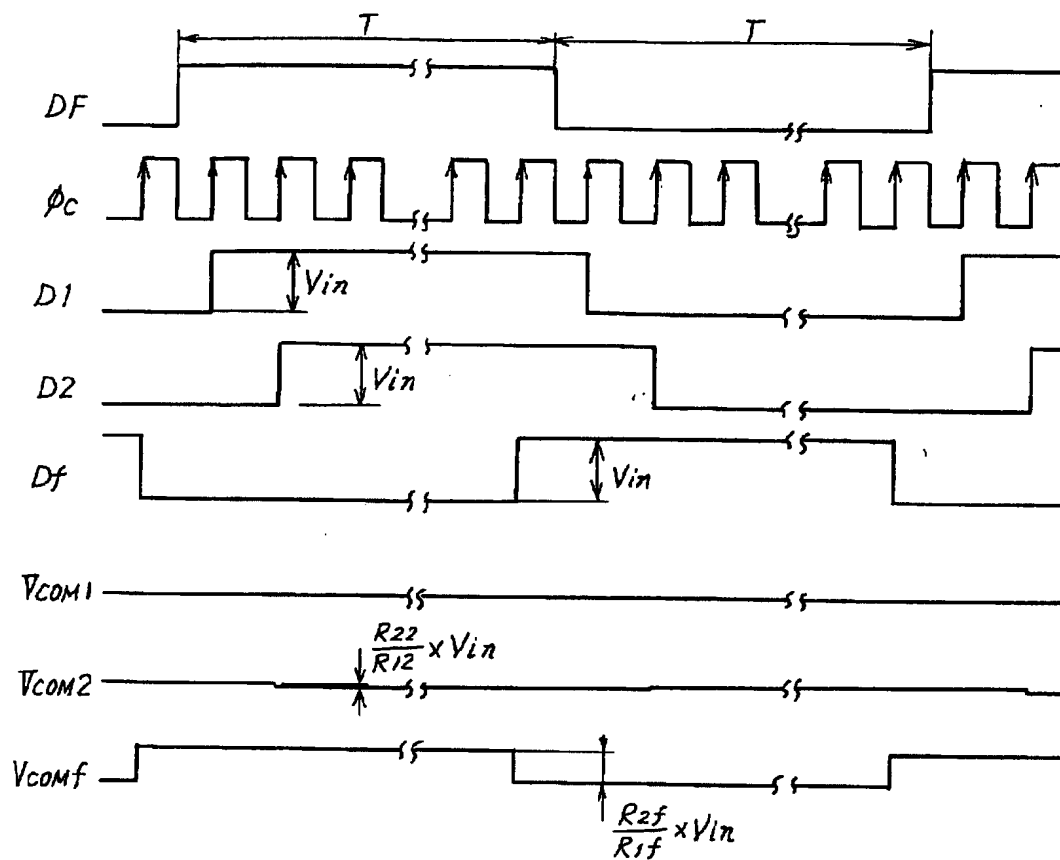 T T
DF
φc
D1 Vin
D2 Vin
Df Vin
VCOM1
R22/R12 × Vin
VCOM2
VCOMf
R2f/R1f × Vin